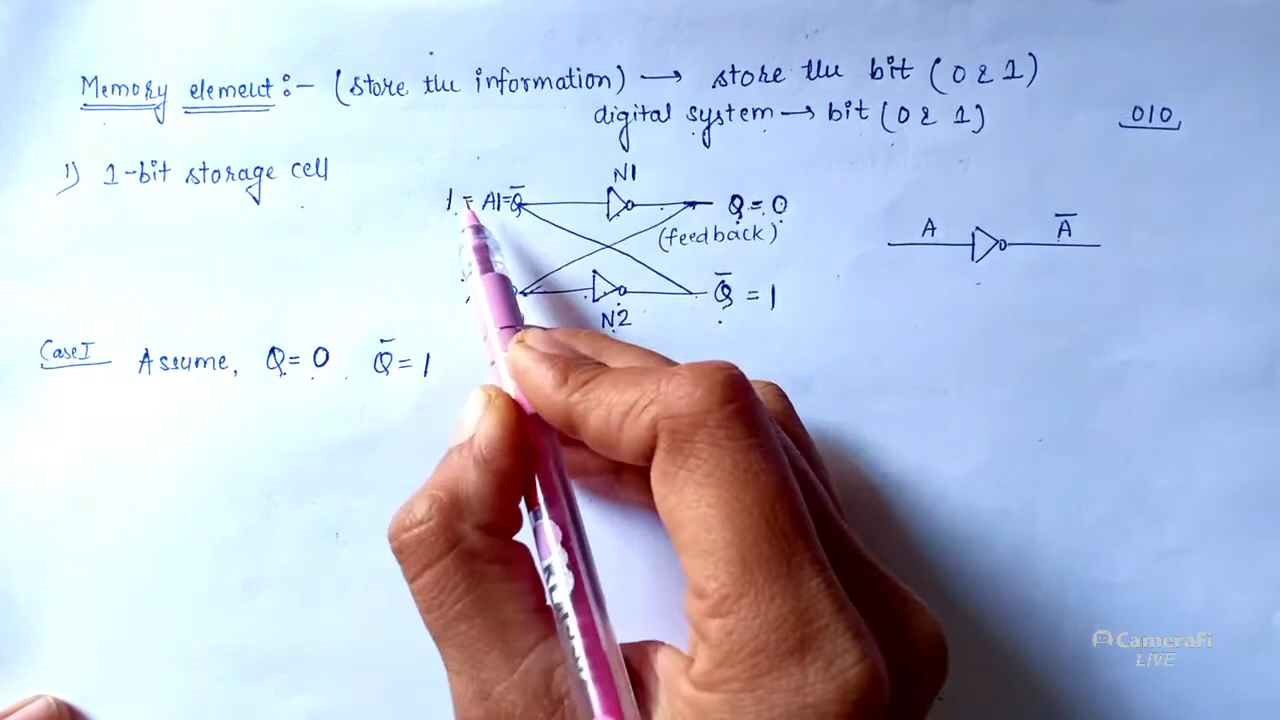 Memory element :- (store the information) → store the bit (0 & 1)
digital system → bit (0 & 1)
010
1) 1-bit storage cell
N1
1 = A1 = Q̅
Q = 0
(feedback)
A
A̅
Q̅ = 1
N2
Case I Assume, Q = 0 Q̅ = 1
CameraFi
LIVE